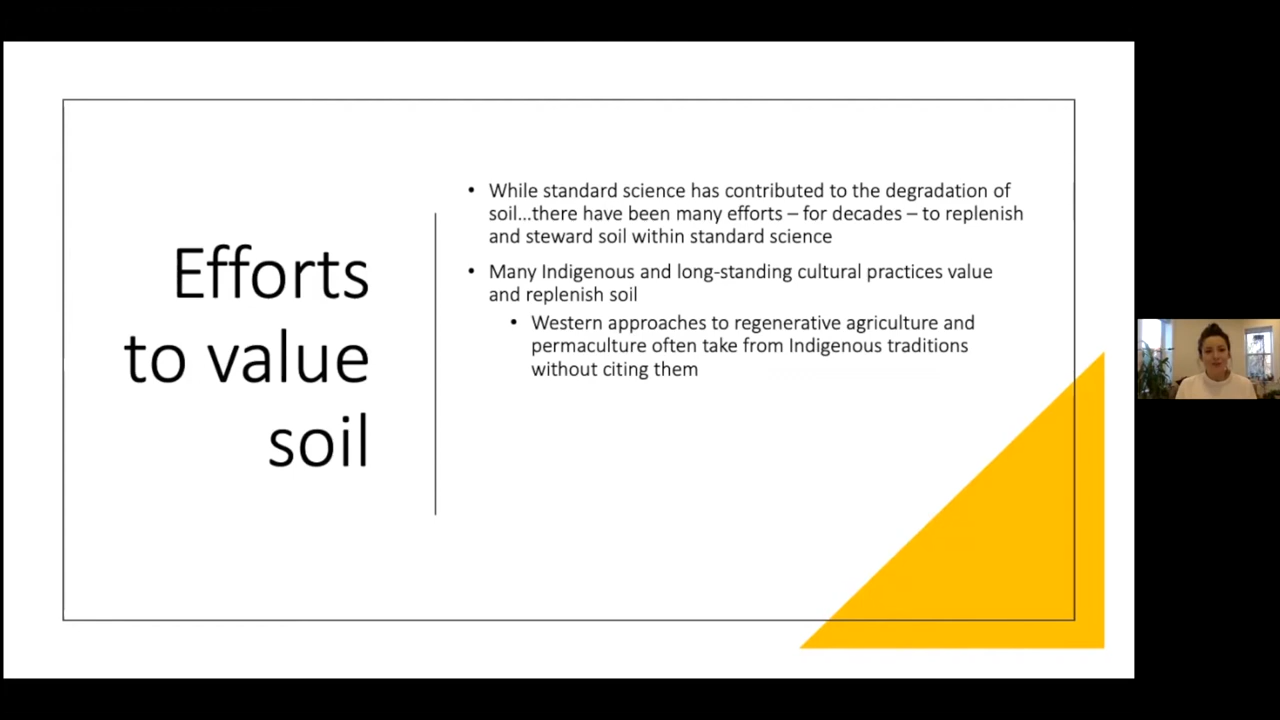 Efforts
to value
soil
• While standard science has contributed to the degradation of
soil...there have been many efforts – for decades – to replenish
and steward soil within standard science
• Many Indigenous and long-standing cultural practices value
and replenish soil
• Western approaches to regenerative agriculture and
permaculture often take from Indigenous traditions
without citing them